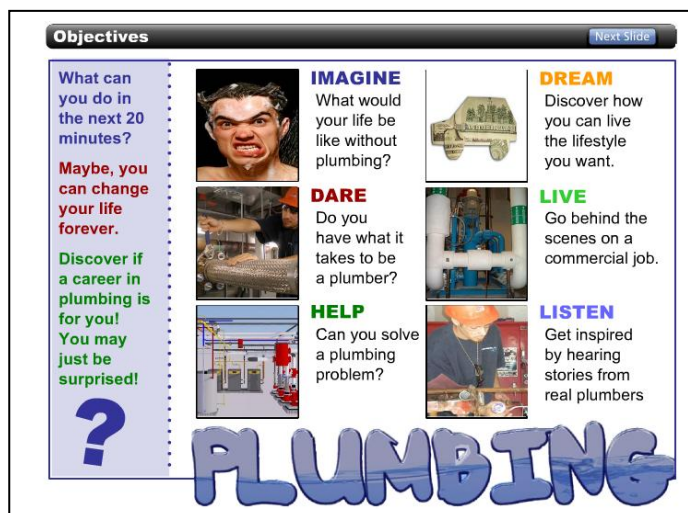 Objectives
Next Slide
What can
you do in
the next 20
minutes?
Maybe, you
can change
your life
forever.
Discover if
a career in
plumbing is
for you!
You may
just be
surprised!
?
IMAGINE
What would
your life be
like without
plumbing?
DREAM
Discover how
you can live
the lifestyle
you want.
DARE
Do you
have what it
takes to be
a plumber?
LIVE
Go behind the
scenes on a
commercial job.
HELP
Can you solve
a plumbing
problem?
LISTEN
Get inspired
by hearing
stories from
real plumbers
PLUMBING